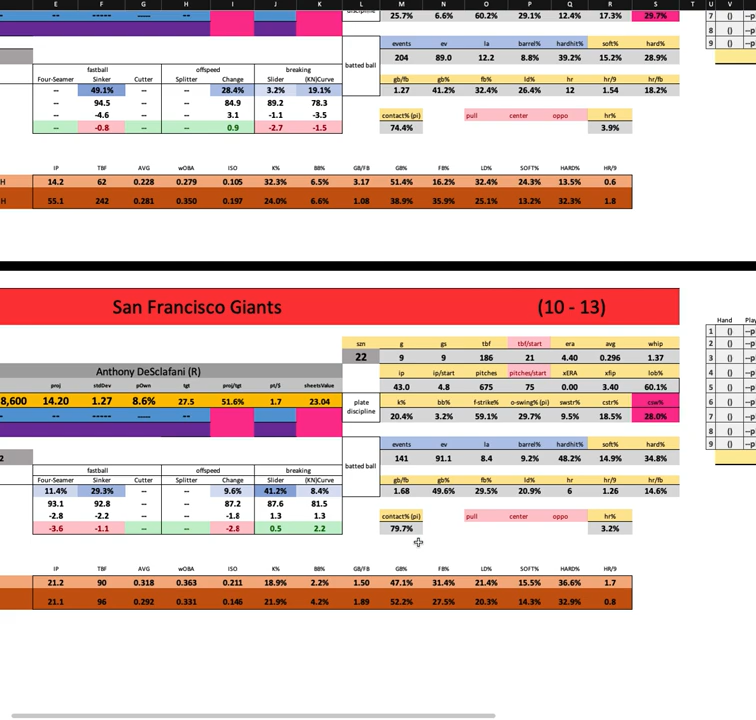 E F G H I J K L M N O P Q R S T U V
discipline 25.7% 6.6% 60.2% 29.1% 12.4% 17.3% 29.7% 7 () --p
-- -- ---- -- 8 () --p
9 () --p
events ev la barrel% hardhit% soft% hard%
204 89.0 12.2 8.8% 39.2% 15.2% 28.9%
fastball offspeed breaking batted ball
Four-Seamer Sinker Cutter Splitter Change Slider (KN)Curve gb/fb gb% fb% ld% hr hr/9 hr/fb
-- 49.1% -- -- 28.4% 3.2% 19.1% 1.27 41.2% 32.4% 26.4% 12 1.54 18.2%
-- 94.5 -- -- 84.9 89.2 78.3
-- -4.6 -- -- 3.1 -1.1 -3.5 contact% (pi) pull center oppo hr%
-- -0.8 -- -- 0.9 -2.7 -1.5 74.4% 3.9%
IP TBF AVG wOBA ISO K% BB% GB/FB GB% FB% LD% SOFT% HARD% HR/9
H 14.2 62 0.228 0.279 0.105 32.3% 6.5% 3.17 51.4% 16.2% 32.4% 24.3% 13.5% 0.6
H 55.1 242 0.281 0.350 0.197 24.0% 6.6% 1.08 38.9% 35.9% 25.1% 13.2% 32.3% 1.8
San Francisco Giants (10 - 13)
Hand Play
1 () --p
szn g gs tbf tbf/start era avg whip 2 () --p
22 9 9 186 21 4.40 0.296 1.37 3 () --p
Anthony DeSclafani (R) ip ip/start pitches pitches/start xERA xfip lob% 4 () --p
proj stdDev pOwn tgt proj/tgt pt/$ sheetsValue 43.0 4.8 675 75 0.00 3.40 60.1% 5 () --p
8,600 14.20 1.27 8.6% 27.5 51.6% 1.7 23.04 plate discipline k% bb% f-strike% o-swing% (pi) swstr% cstr% csw% 6 () --p
-- -- ---- -- 20.4% 3.2% 59.1% 29.7% 9.5% 18.5% 28.0% 7 () --p
8 () --p
events ev la barrel% hardhit% soft% hard% 9 () --p
2 141 91.1 8.4 9.2% 48.2% 14.9% 34.8%
fastball offspeed breaking batted ball
Four-Seamer Sinker Cutter Splitter Change Slider (KN)Curve gb/fb gb% fb% ld% hr hr/9 hr/fb
11.4% 29.3% -- -- 9.6% 41.2% 8.4% 1.68 49.6% 29.5% 20.9% 6 1.26 14.6%
93.1 92.8 -- -- 87.2 87.6 81.5
-2.8 -2.2 -- -- -1.8 1.3 1.3 contact% (pi) pull center oppo hr%
-3.6 -1.1 -- -- -2.8 0.5 2.2 79.7% 3.2%
IP TBF AVG wOBA ISO K% BB% GB/FB GB% FB% LD% SOFT% HARD% HR/9
21.2 90 0.318 0.363 0.211 18.9% 2.2% 1.50 47.1% 31.4% 21.4% 15.5% 36.6% 1.7
21.1 96 0.292 0.331 0.146 21.9% 4.2% 1.89 52.2% 27.5% 20.3% 14.3% 32.9% 0.8